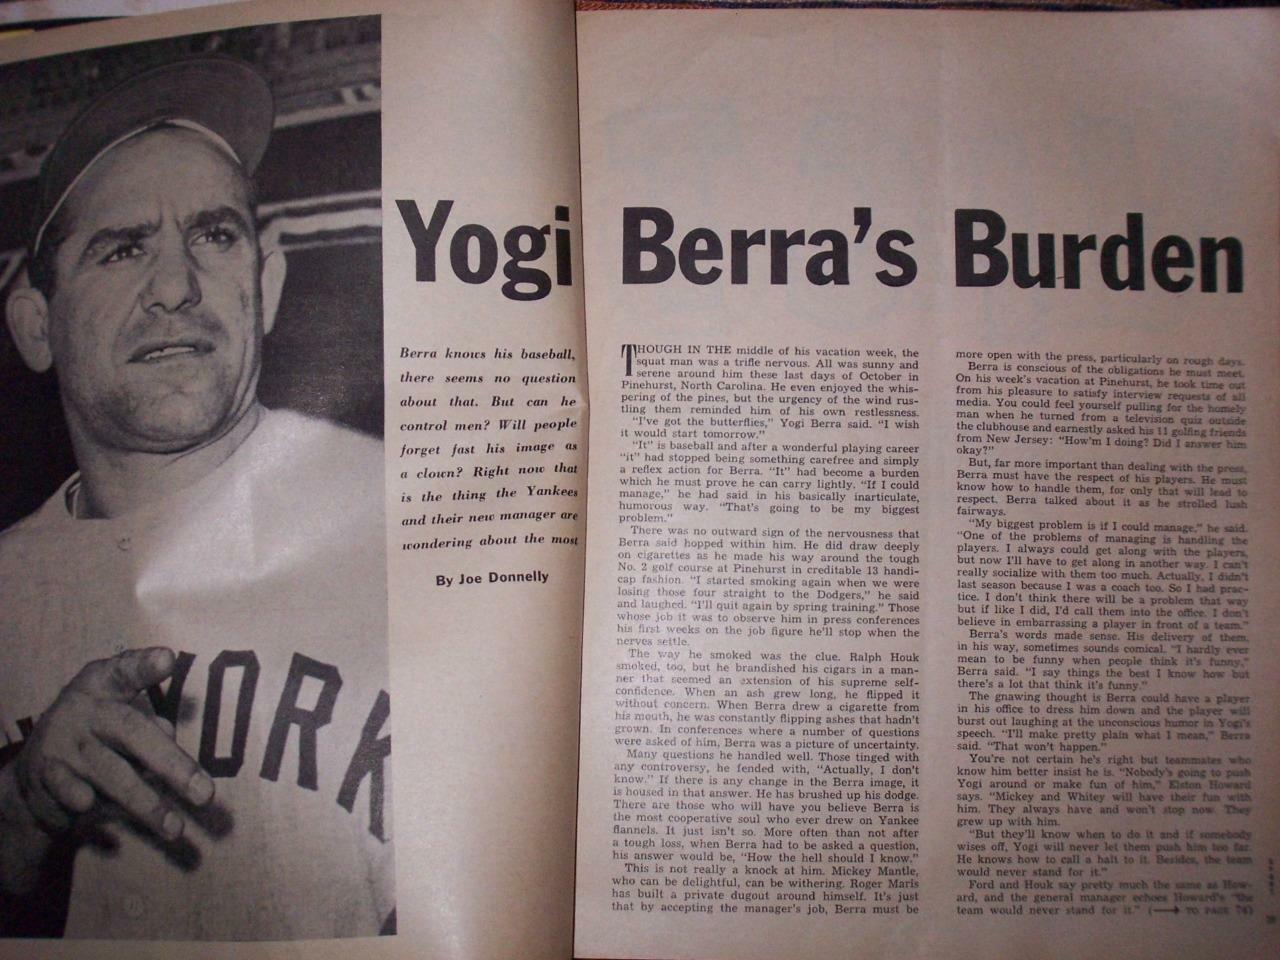 YORK
Yogi Berra's Burden
Berra knows his baseball,
there seems no question
about that. But can he
control men? Will people
forget fast his image as
a clown? Right now that
is the thing the Yankees
and their new manager are
wondering about the most
By Joe Donnelly
THOUGH IN THE middle of his vacation week, the
squat man was a trifle nervous. All was sunny and
serene around him these last days of October in
Pinehurst, North Carolina. He even enjoyed the whis-
pering of the pines, but the urgency of the wind rus-
tling them reminded him of his own restlessness.
"I've got the butterflies," Yogi Berra said. "I wish
it would start tomorrow."
"It" is baseball and after a wonderful playing career
"it" had stopped being something carefree and simply
a reflex action for Berra. "It" had become a burden
which he must prove he can carry lightly. "If I could
manage," he had said in his basically inarticulate,
humorous way. "That's going to be my biggest
problem."
There was no outward sign of the nervousness that
Berra said hopped within him. He did draw deeply
on cigarettes as he made his way around the tough
No. 2 golf course at Pinehurst in creditable 13 handi-
cap fashion. "I started smoking again when we were
losing those four straight to the Dodgers," he said
and laughed. "I'll quit again by spring training." Those
whose job it was to observe him in press conferences
his first weeks on the job figure he'll stop when the
nerves settle.
The way he smoked was the clue. Ralph Houk
smoked, too, but he brandished his cigars in a man-
ner that seemed an extension of his supreme self-
confidence. When an ash grew long, he flipped it
without concern. When Berra drew a cigarette from
his mouth, he was constantly flipping ashes that hadn't
grown. In conferences where a number of questions
were asked of him, Berra was a picture of uncertainty.
Many questions he handled well. Those tinged with
any controversy, he fended with, "Actually, I don't
know." If there is any change in the Berra image, it
is housed in that answer. He has brushed up his dodge.
There are those who will have you believe Berra is
the most cooperative soul who ever drew on Yankee
flannels. It just isn't so. More often than not after
a tough loss, when Berra had to be asked a question,
his answer would be, "How the hell should I know."
This is not really a knock at him. Mickey Mantle,
who can be delightful, can be withering. Roger Maris
has built a private dugout around himself. It's just
that by accepting the manager's job, Berra must be
more open with the press, particularly on rough days.
Berra is conscious of the obligations he must meet.
On his week's vacation at Pinehurst, he took time out
from his pleasure to satisfy interview requests of all
media. You could feel yourself pulling for the homely
man when he turned from a television quiz outside
the clubhouse and earnestly asked his 11 golfing friends
from New Jersey: "How'm I doing? Did I answer him
okay?"
But, far more important than dealing with the press,
Berra must have the respect of his players. He must
know how to handle them, for only that will lead to
respect. Berra talked about it as he strolled lush
fairways.
"My biggest problem is if I could manage," he said.
"One of the problems of managing is handling the
players. I always could get along with the players,
but now I'll have to get along in another way. I can't
really socialize with them too much. Actually, I didn't
last season because I was a coach too. So I had prac-
tice. I don't think there will be a problem that way
but if like I did, I'd call them into the office. I don't
believe in embarrassing a player in front of a team."
Berra's words made sense. His delivery of them,
in his way, sometimes sounds comical. "I hardly ever
mean to be funny when people think it's funny,"
Berra said. "I say things the best I know how but
there's a lot that think it's funny."
The gnawing thought is Berra could have a player
in his office to dress him down and the player will
burst out laughing at the unconscious humor in Yogi's
speech. "I'll make pretty plain what I mean," Berra
said. "That won't happen."
You're not certain he's right but teammates who
know him better insist he is. "Nobody's going to push
Yogi around or make fun of him," Elston Howard
says. "Mickey and Whitey will have their fun with
him. They always have and won't stop now. They
grew up with him.
"But they'll know when to do it and if somebody
wises off, Yogi will never let them push him too far.
He knows how to call a halt to it. Besides, the team
would never stand for it."
Ford and Houk say pretty much the same as How-
ard, and the general manager echoes Howard's "the
team would never stand for it." (⟶ TO PAGE 76)